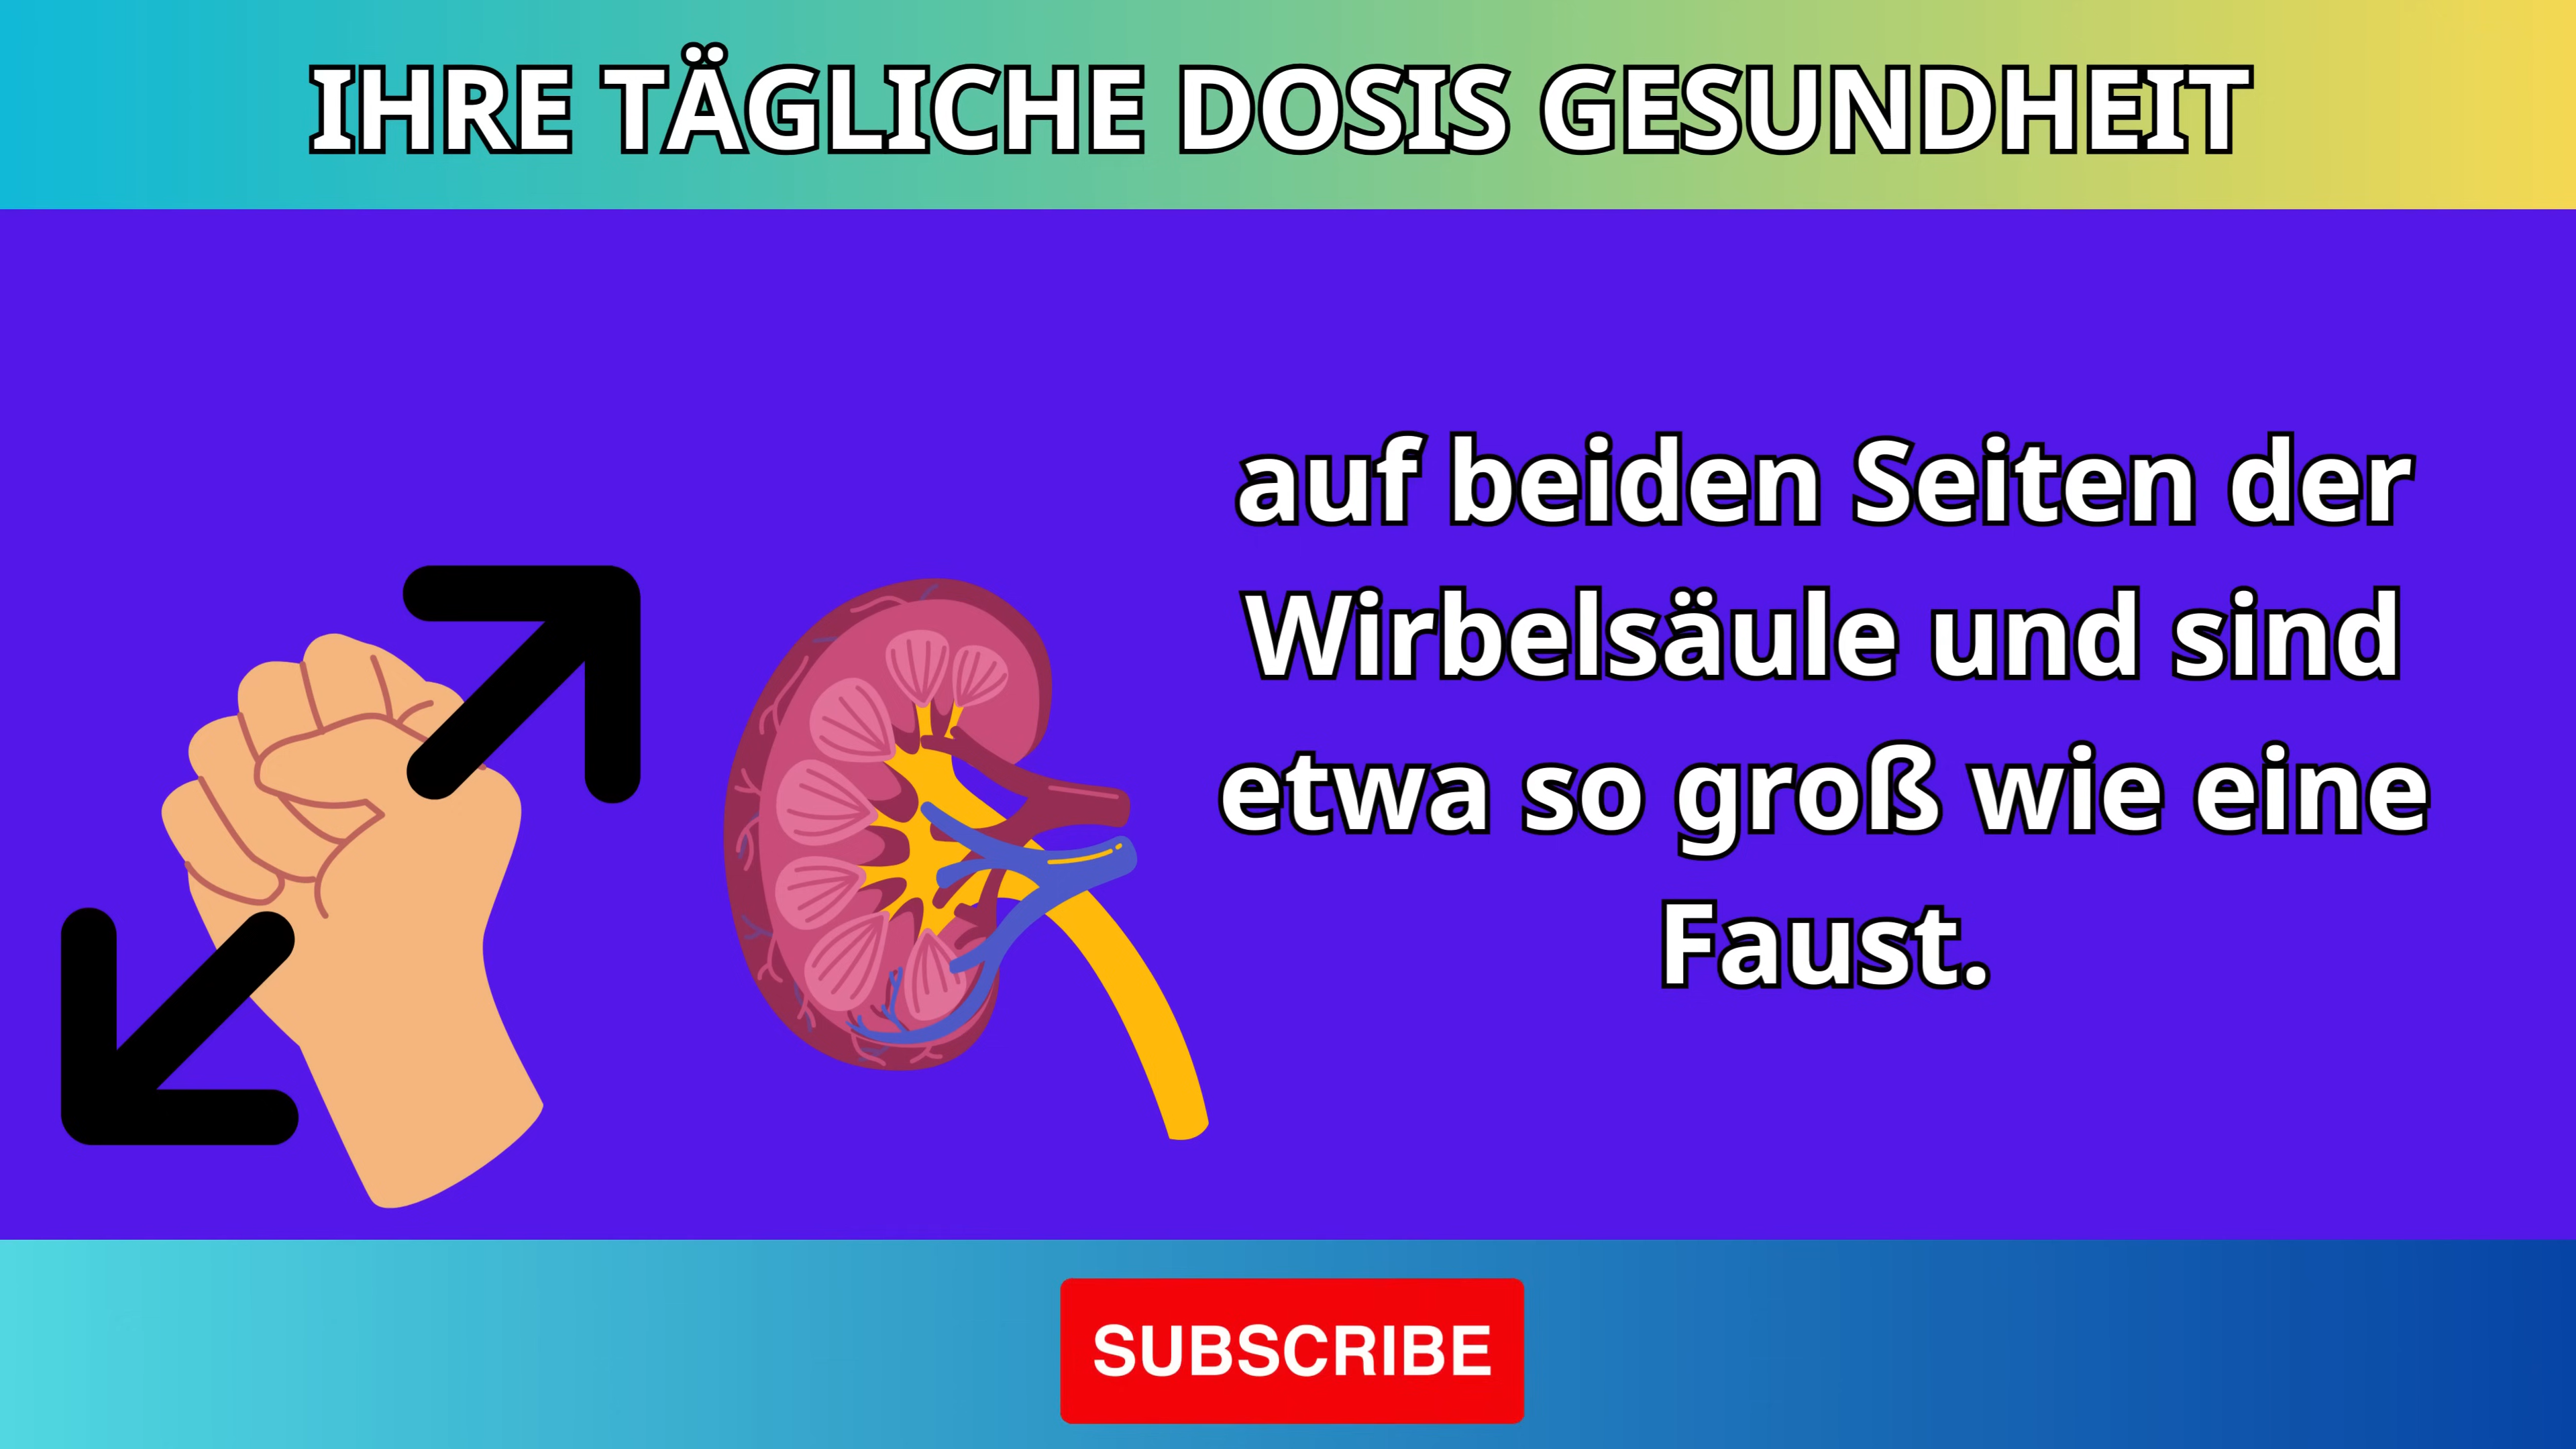 IHRE TÄGLICHE DOSIS GESUNDHEIT
auf beiden Seiten der
Wirbelsäule und sind
etwa so groß wie eine
Faust.
SUBSCRIBE